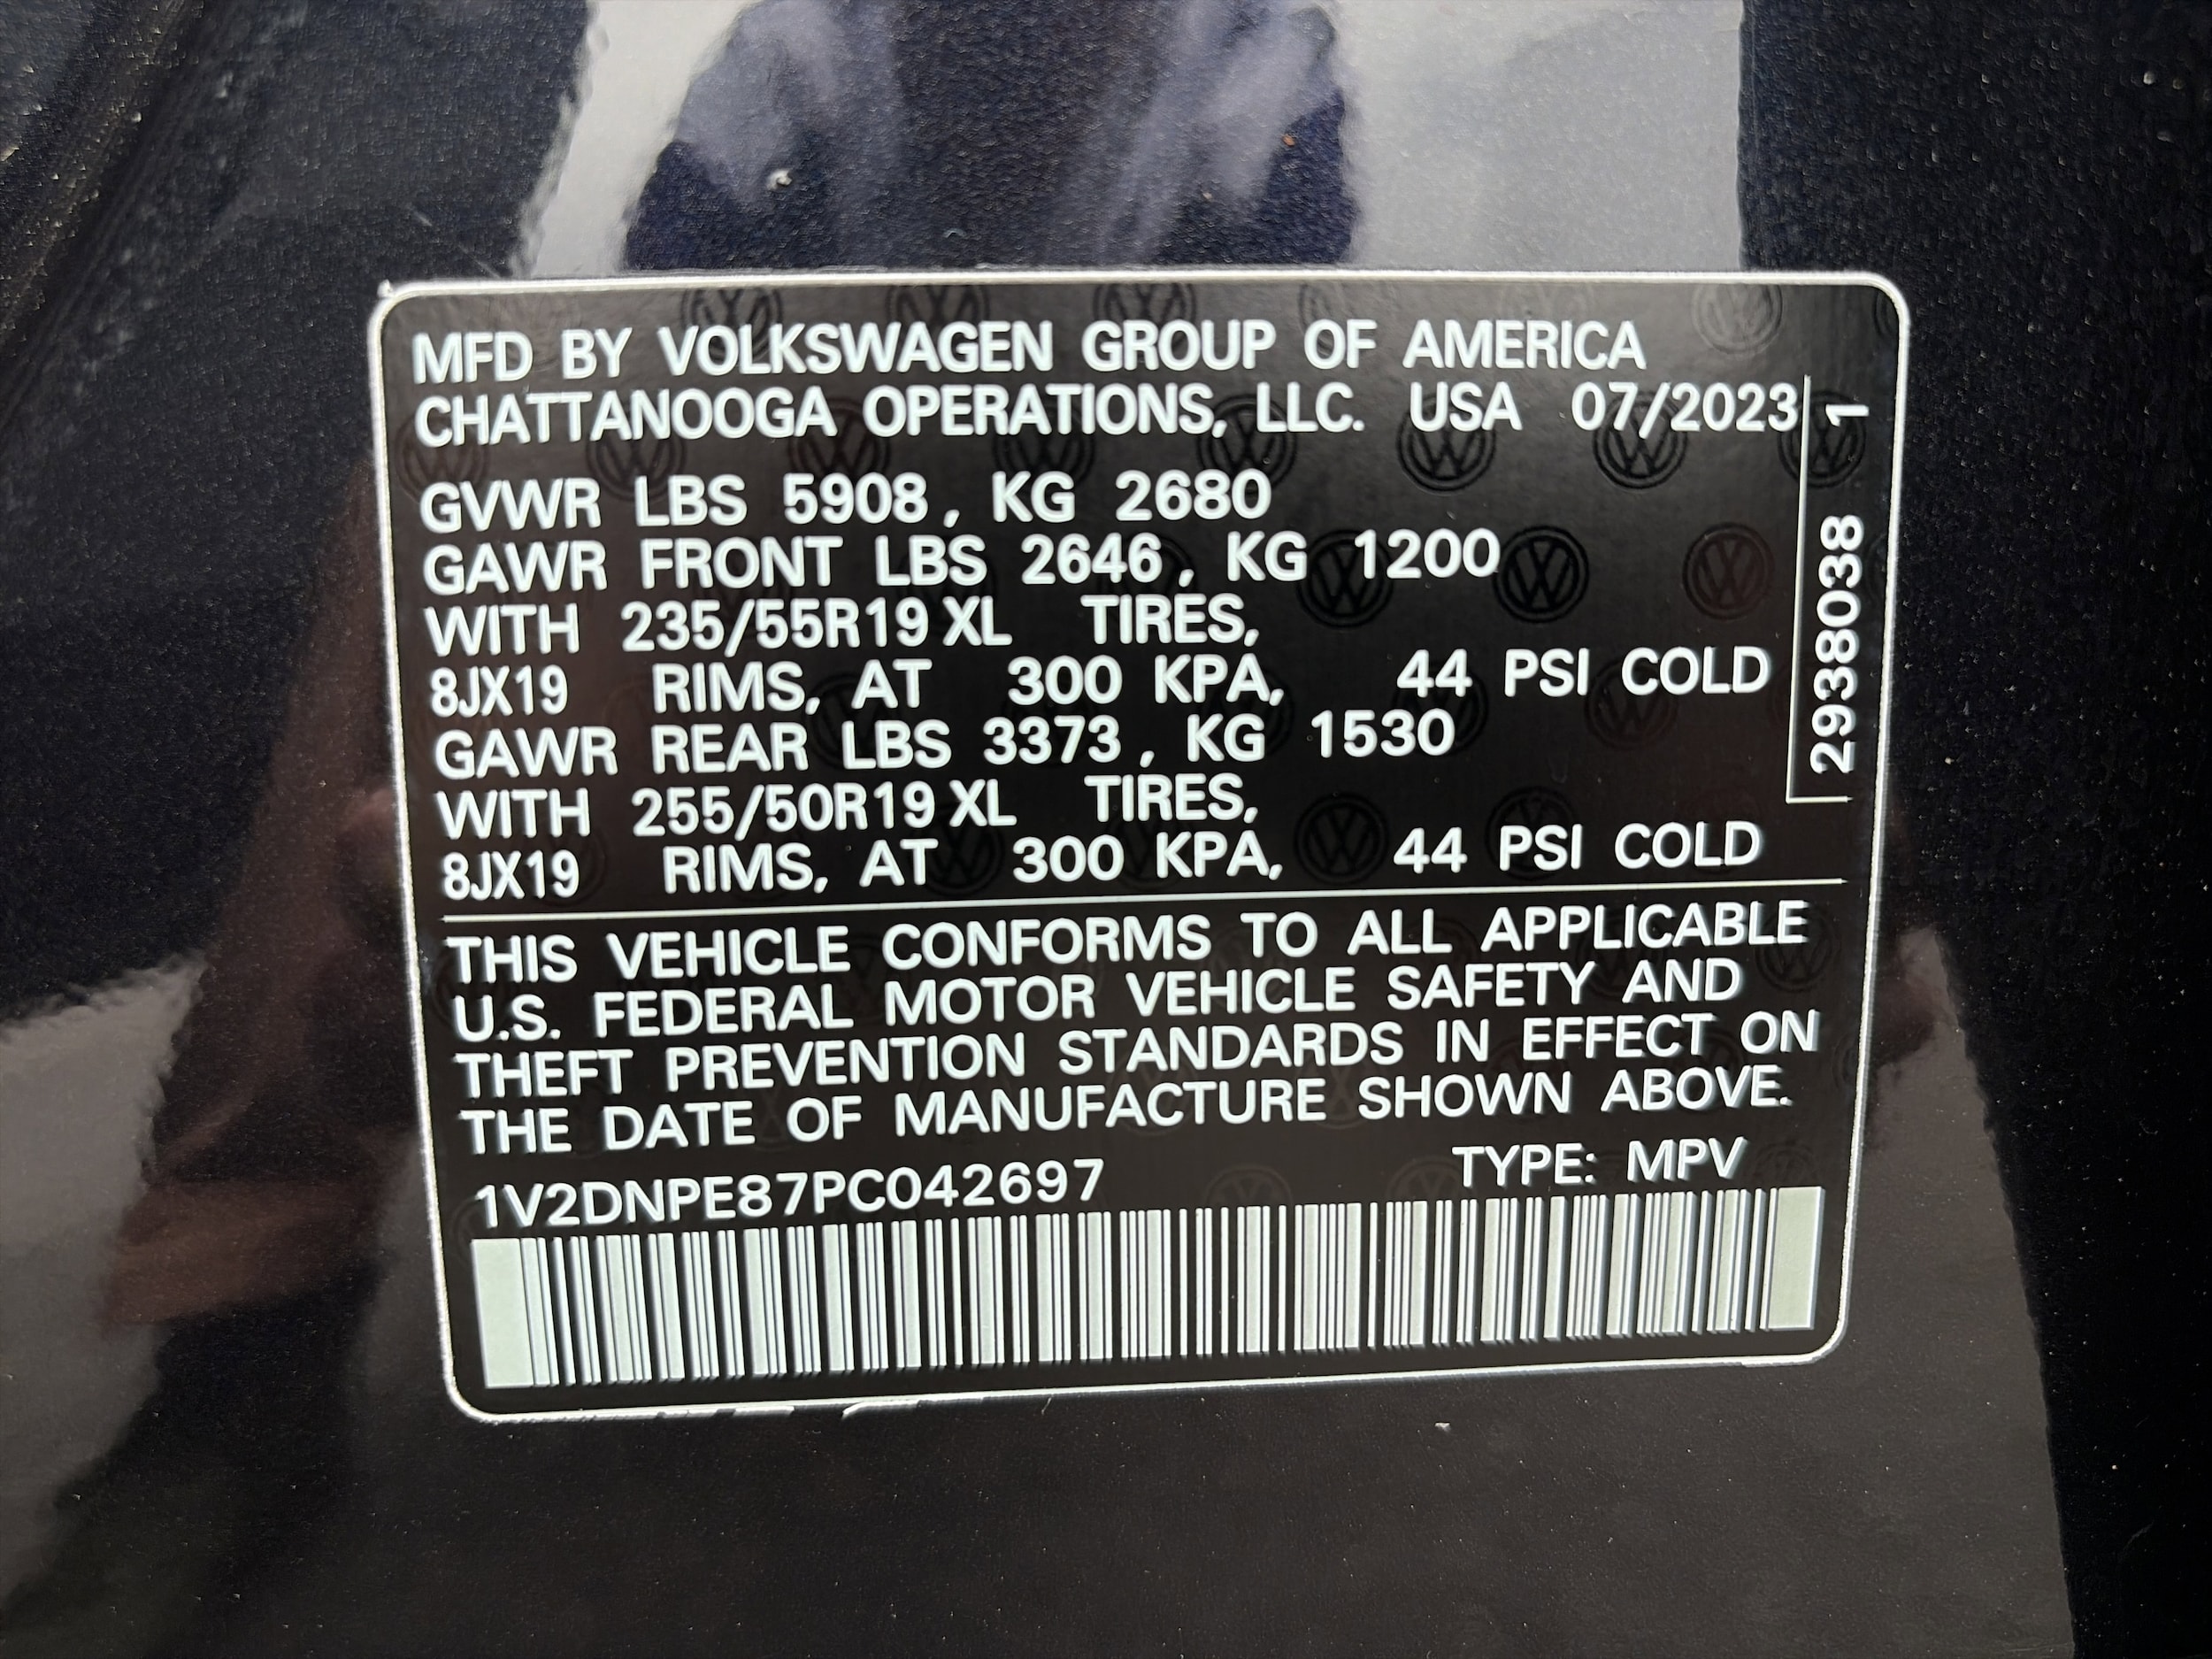 MFD BY VOLKSWAGEN GROUP OF AMERICA
CHATTANOOGA OPERATIONS, LLC. USA 07/2023
GVWR LBS 5908, KG 2680
GAWR FRONT LBS 2646, KG 1200
WITH 235/55R19 XL TIRES,
8JX19 RIMS, AT 300 KPA, 44 PSI COLD
GAWR REAR LBS 3373, KG 1530
WITH 255/50R19 XL TIRES,
8JX19 RIMS, AT 300 KPA, 44 PSI COLD
2938038 1
THIS VEHICLE CONFORMS TO ALL APPLICABLE
U.S. FEDERAL MOTOR VEHICLE SAFETY AND
THEFT PREVENTION STANDARDS IN EFFECT ON
THE DATE OF MANUFACTURE SHOWN ABOVE.
1V2DNPE87PC042697 TYPE: MPV